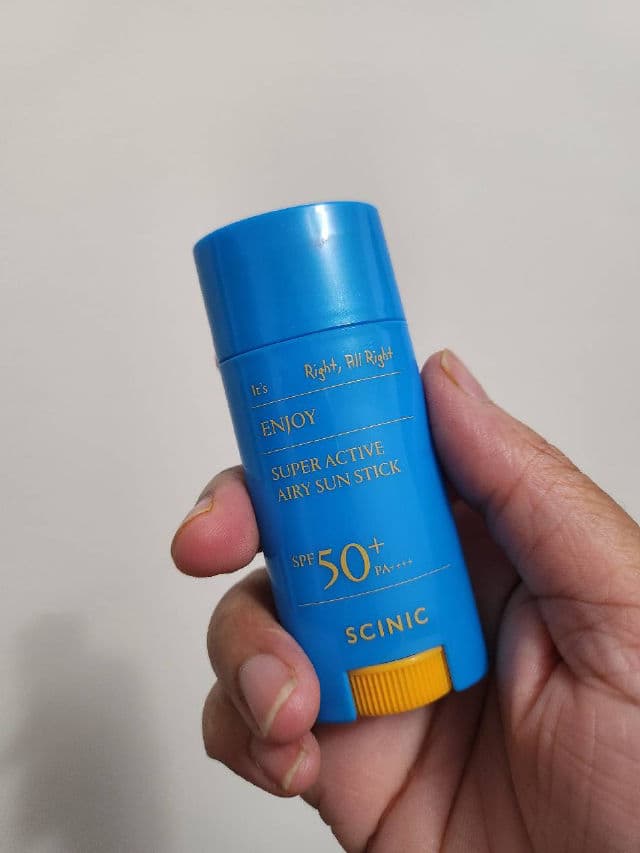 It's Right, All Right
ENJOY
SUPER ACTIVE
AIRY SUN STICK
SPF 50+ PA++++
SCINIC